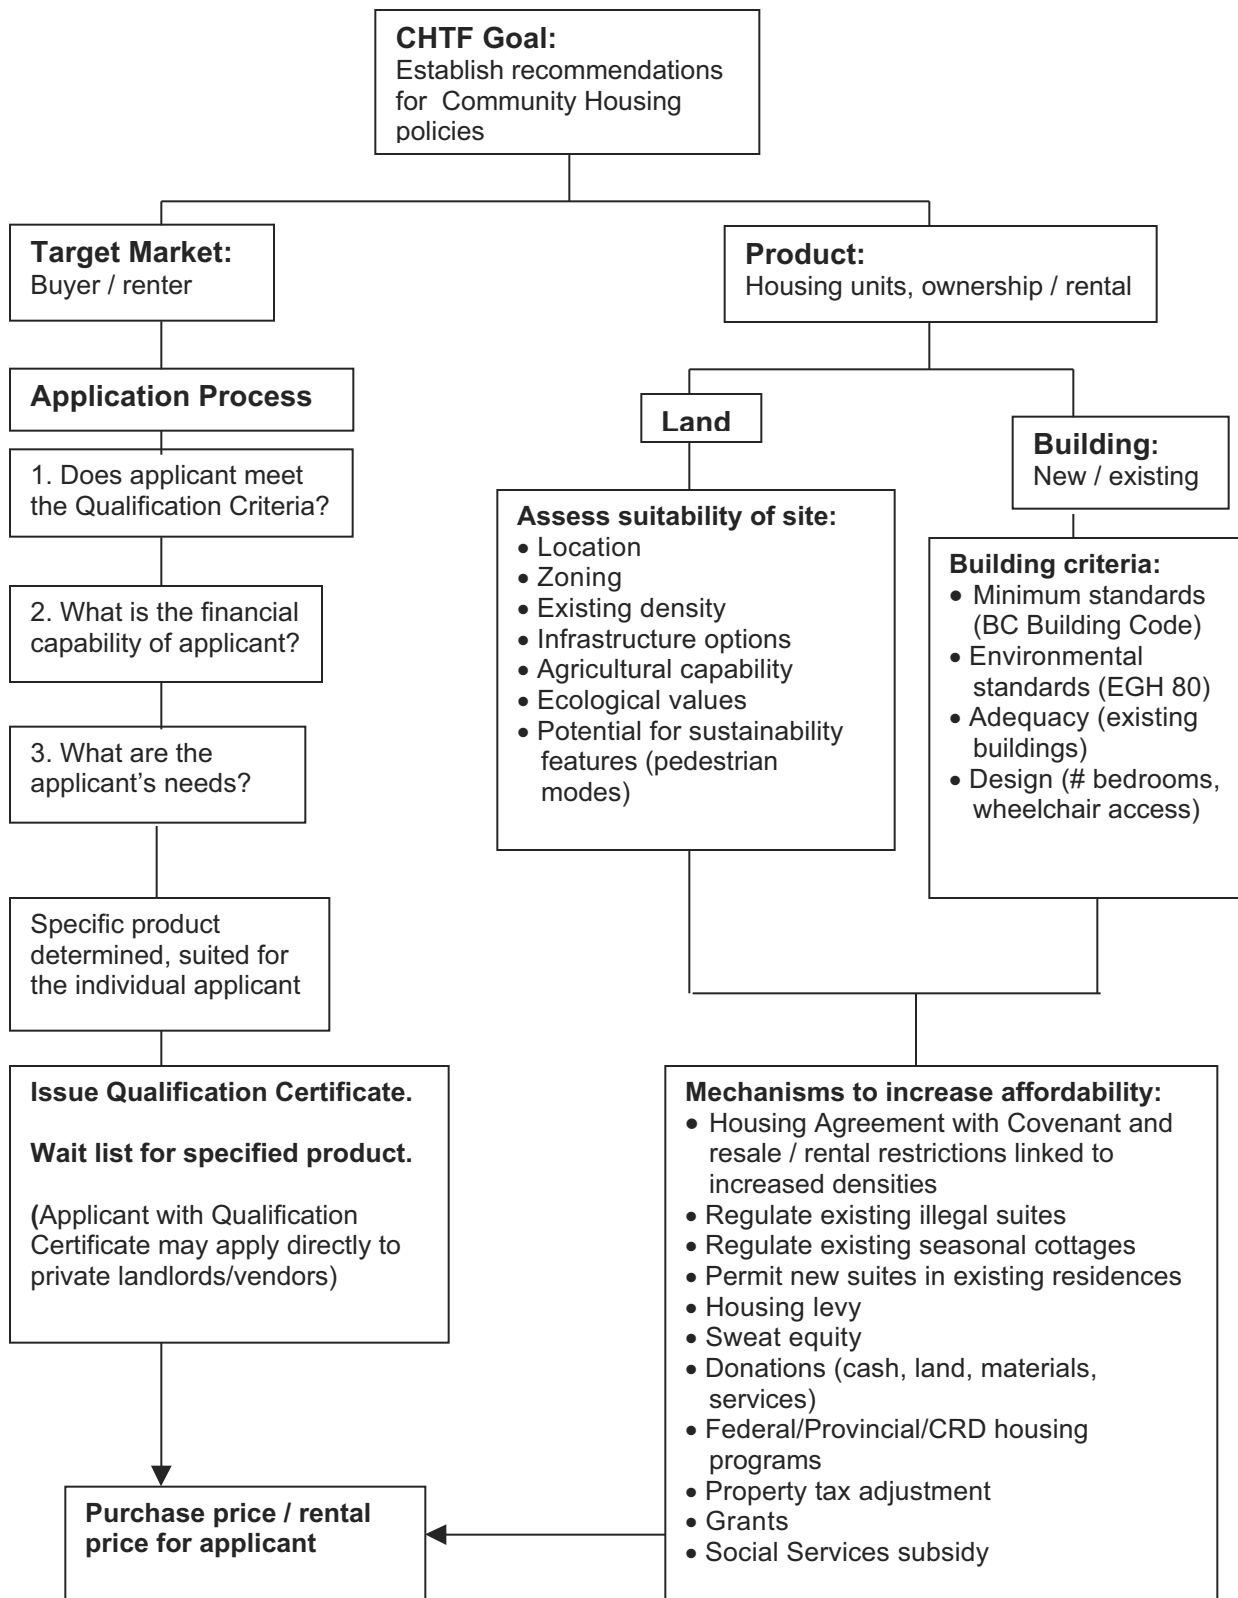 CHTF Goal:
Establish recommendations
for  Community Housing
policies
Target Market:
Buyer / renter
Product:
Housing units, ownership / rental
Application Process
1. Does applicant meet
the Qualification Criteria?
2. What is the financial
capability of applicant?
3. What are the
applicant’s needs?
Specific product
determined, suited for
the individual applicant
Issue Qualification Certificate.
Wait list for specified product.
(Applicant with Qualification
Certificate may apply directly to
private landlords/vendors)
Land
Assess suitability of site:
• Location
• Zoning
• Existing density
• Infrastructure options
• Agricultural capability
• Ecological values
• Potential for sustainability
features (pedestrian
modes)
Building:
New / existing
Building criteria:
• Minimum standards
(BC Building Code)
• Environmental
standards (EGH 80)
• Adequacy (existing
buildings)
• Design (# bedrooms,
wheelchair access)
Mechanisms to increase affordability:
• Housing Agreement with Covenant and
resale / rental restrictions linked to
increased densities
• Regulate existing illegal suites
• Regulate existing seasonal cottages
• Permit new suites in existing residences
• Housing levy
• Sweat equity
• Donations (cash, land, materials,
services)
• Federal/Provincial/CRD housing
programs
• Property tax adjustment
• Grants
• Social Services subsidy
Purchase price / rental
price for applicant